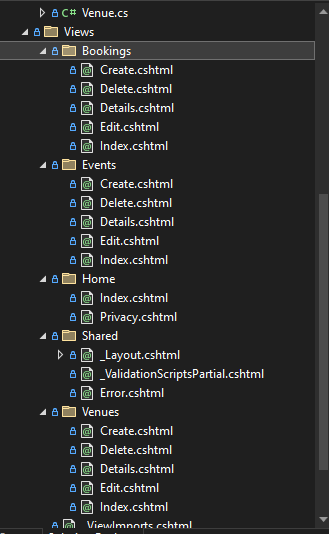 C# Venue.cs
Views
Bookings
@ Create.cshtml
@ Delete.cshtml
@ Details.cshtml
@ Edit.cshtml
@ Index.cshtml
Events
@ Create.cshtml
@ Delete.cshtml
@ Details.cshtml
@ Edit.cshtml
@ Index.cshtml
Home
@ Index.cshtml
@ Privacy.cshtml
Shared
@ _Layout.cshtml
@ _ValidationScriptsPartial.cshtml
@ Error.cshtml
Venues
@ Create.cshtml
@ Delete.cshtml
@ Details.cshtml
@ Edit.cshtml
@ Index.cshtml
@ _ViewImports.cshtml